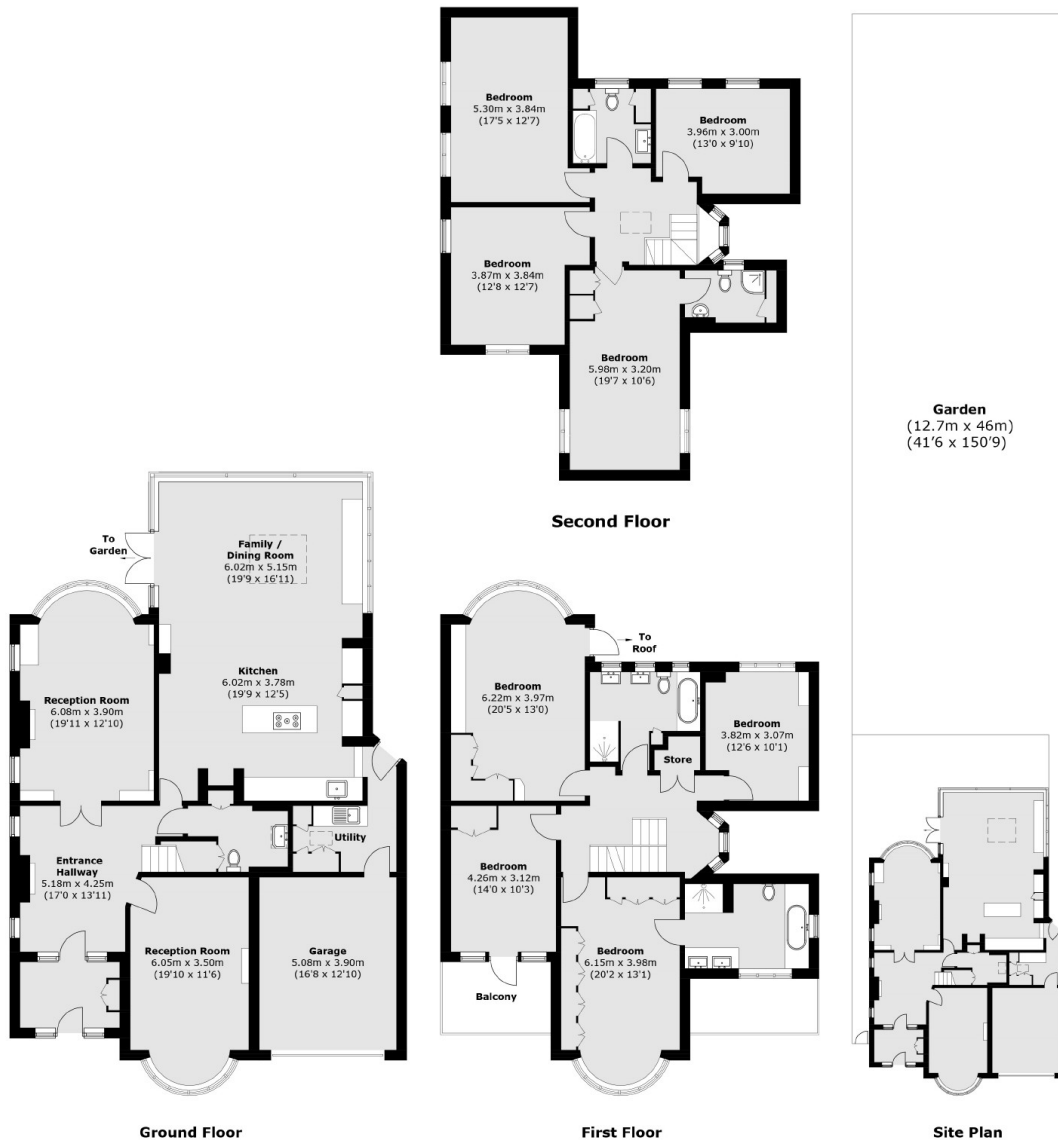 Bedroom
5.30m x 3.84m
(17'5 x 12'7)
Bedroom
3.96m x 3.00m
(13'0 x 9'10)
Bedroom
3.87m x 3.84m
(12'8 x 12'7)
Bedroom
5.98m x 3.20m
(19'7 x 10'6)
Second Floor
Garden
(12.7m x 46m)
(41'6 x 150'9)
To
Garden
Family /
Dining Room
6.02m x 5.15m
(19'9 x 16'11)
Kitchen
6.02m x 3.78m
(19'9 x 12'5)
Reception Room
6.08m x 3.90m
(19'11 x 12'10)
Utility
Entrance
Hallway
5.18m x 4.25m
(17'0 x 13'11)
Reception Room
6.05m x 3.50m
(19'10 x 11'6)
Garage
5.08m x 3.90m
(16'8 x 12'10)
Ground Floor
To
Roof
Bedroom
6.22m x 3.97m
(20'5 x 13'0)
Bedroom
3.82m x 3.07m
(12'6 x 10'1)
Store
Bedroom
4.26m x 3.12m
(14'0 x 10'3)
Bedroom
6.15m x 3.98m
(20'2 x 13'1)
Balcony
First Floor
Site Plan